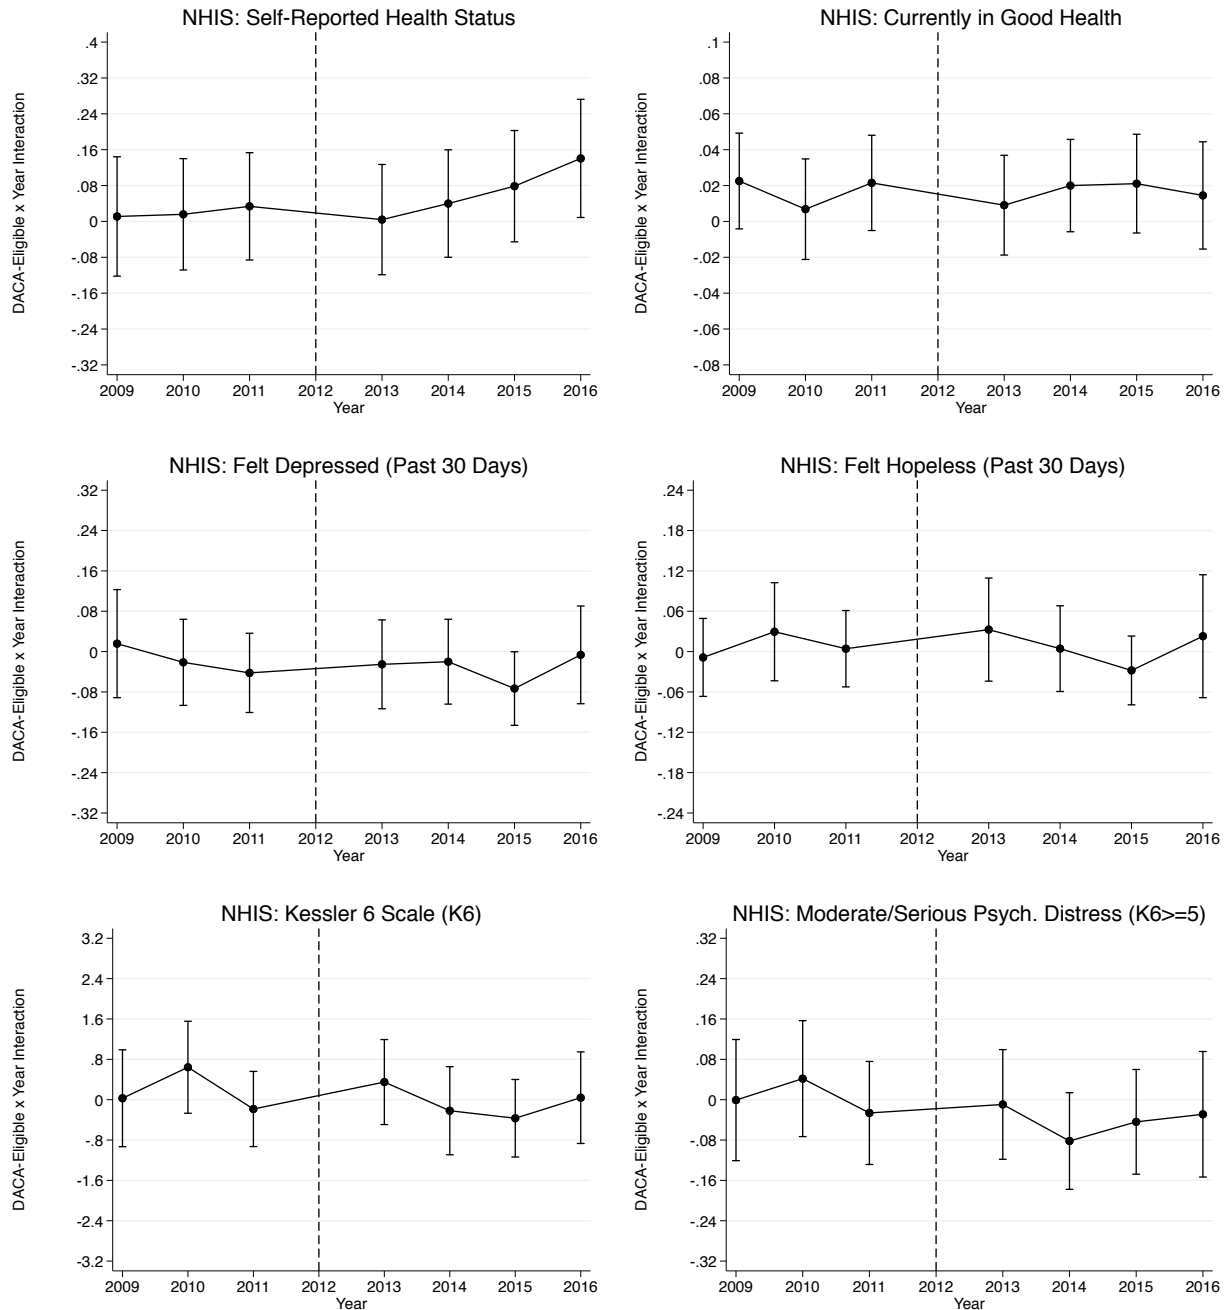 NHIS: Self-Reported Health Status
DACA-Eligible x Year Interaction
.4
.32
.24
.16
.08
0
-.08
-.16
-.24
-.32
2009 2010 2011 2012 2013 2014 2015 2016
Year
NHIS: Currently in Good Health
DACA-Eligible x Year Interaction
.1
.08
.06
.04
.02
0
-.02
-.04
-.06
-.08
2009 2010 2011 2012 2013 2014 2015 2016
Year
NHIS: Felt Depressed (Past 30 Days)
DACA-Eligible x Year Interaction
.32
.24
.16
.08
0
-.08
-.16
-.24
-.32
2009 2010 2011 2012 2013 2014 2015 2016
Year
NHIS: Felt Hopeless (Past 30 Days)
DACA-Eligible x Year Interaction
.24
.18
.12
.06
0
-.06
-.12
-.18
-.24
2009 2010 2011 2012 2013 2014 2015 2016
Year
NHIS: Kessler 6 Scale (K6)
DACA-Eligible x Year Interaction
3.2
2.4
1.6
.8
0
-.8
-1.6
-2.4
-3.2
2009 2010 2011 2012 2013 2014 2015 2016
Year
NHIS: Moderate/Serious Psych. Distress (K6>=5)
DACA-Eligible x Year Interaction
.32
.24
.16
.08
0
-.08
-.16
-.24
-.32
2009 2010 2011 2012 2013 2014 2015 2016
Year